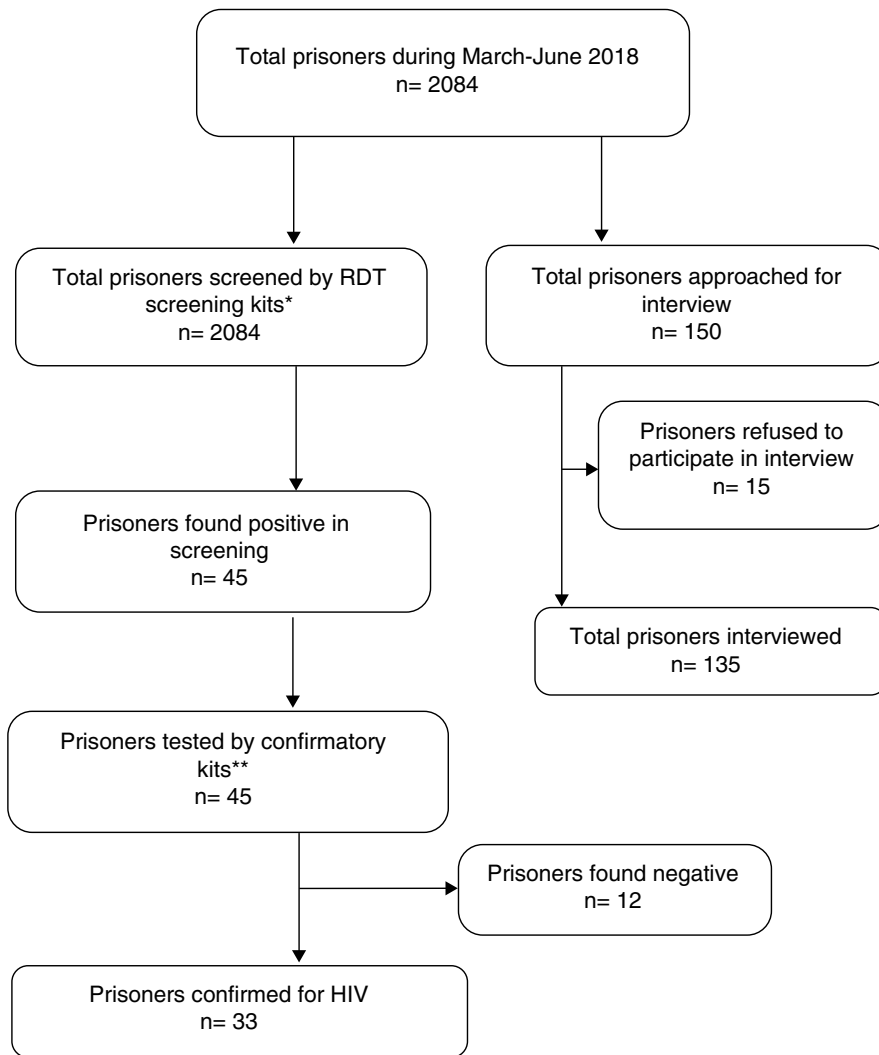 Total prisoners during March-June 2018
n= 2084
Total prisoners screened by RDT
screening kits*
n= 2084
Total prisoners approached for
interview
n= 150
Prisoners refused to
participate in interview
n= 15
Prisoners found positive in
screening
n= 45
Total prisoners interviewed
n= 135
Prisoners tested by confirmatory
kits**
n= 45
Prisoners found negative
n= 12
Prisoners confirmed for HIV
n= 33